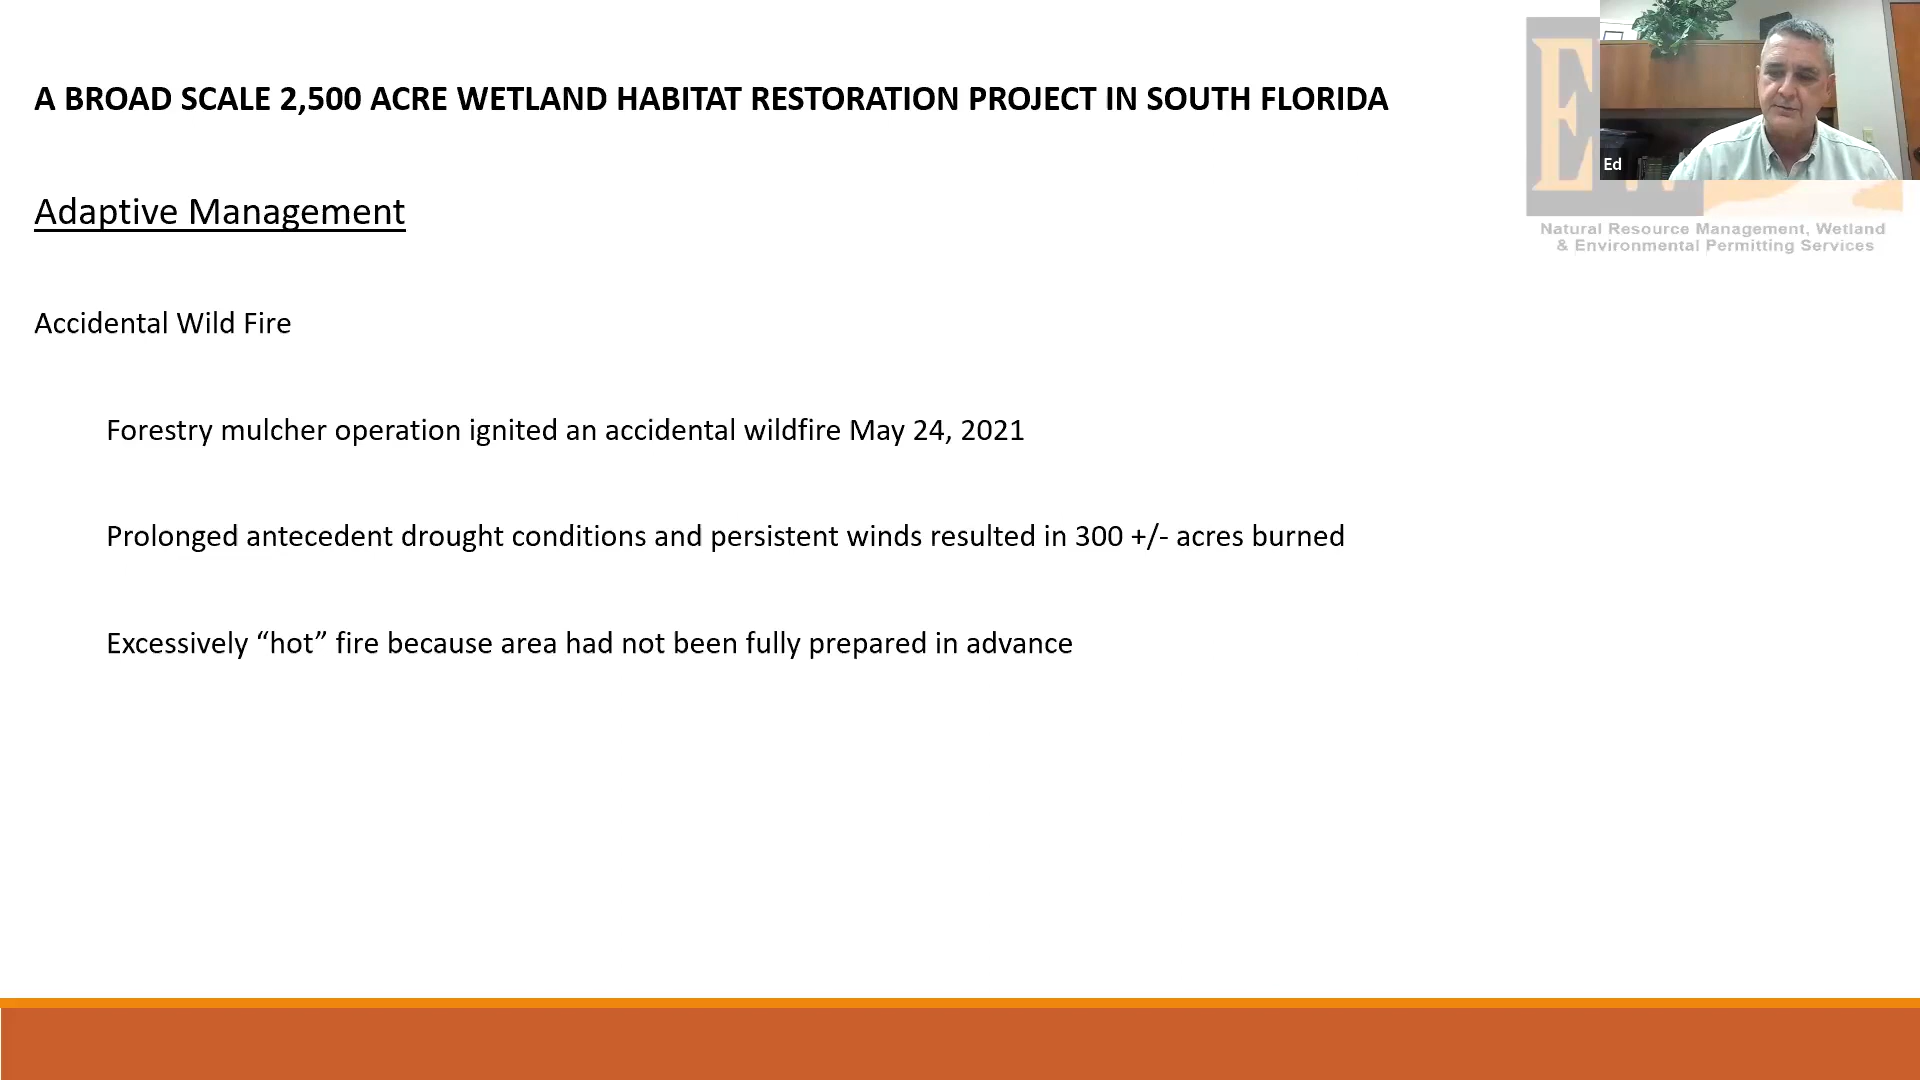 A BROAD SCALE 2,500 ACRE WETLAND HABITAT RESTORATION PROJECT IN SOUTH FLORIDA
Ed
Natural Resource Management, Wetland
& Environmental Permitting Services
Adaptive Management
Accidental Wild Fire
Forestry mulcher operation ignited an accidental wildfire May 24, 2021
Prolonged antecedent drought conditions and persistent winds resulted in 300 +/- acres burned
Excessively “hot” fire because area had not been fully prepared in advance